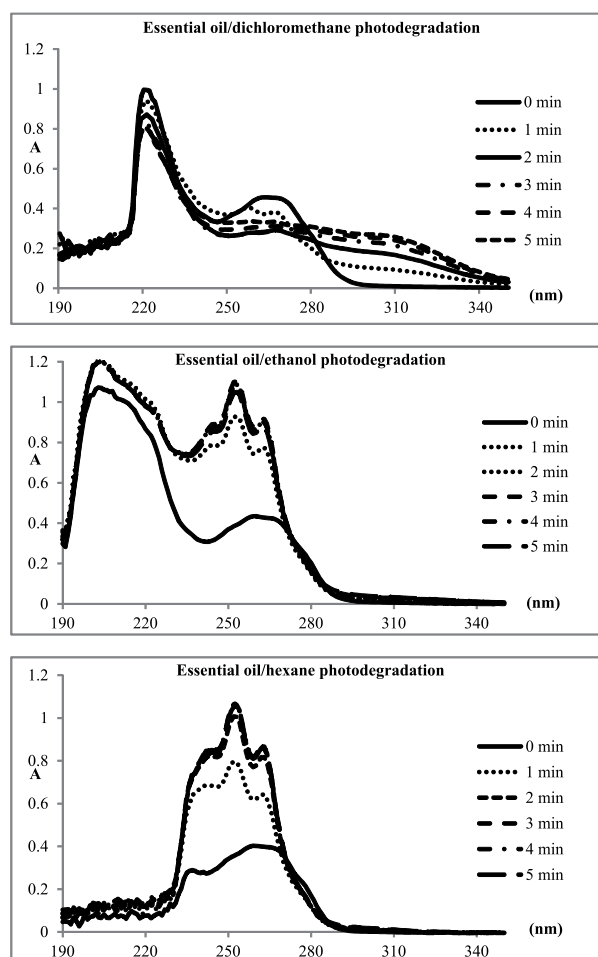 Essential oil/dichloromethane photodegradation
1.2
1
0.8
A
0.6
0.4
0.2
0
190
220
250
280
310
340
(nm)
0 min
1 min
2 min
3 min
4 min
5 min
Essential oil/ethanol photodegradation
1.2
1
0.8
A
0.6
0.4
0.2
0
190
220
250
280
310
340
(nm)
0 min
1 min
2 min
3 min
4 min
5 min
Essential oil/hexane photodegradation
1.2
1
0.8
A
0.6
0.4
0.2
0
190
220
250
280
310
340
(nm)
0 min
1 min
2 min
3 min
4 min
5 min